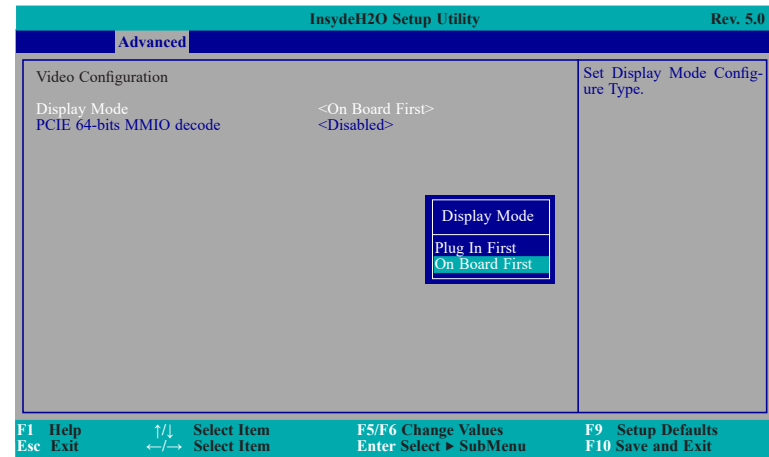 InsydeH2O Setup Utility Rev. 5.0
Advanced
Video Configuration
Display Mode <On Board First>
PCIE 64-bits MMIO decode <Disabled>
Set Display Mode Config-
ure Type.
Display Mode
Plug In First
On Board First
F1 Help ↑/↓ Select Item F5/F6 Change Values F9 Setup Defaults
Esc Exit ←/→ Select Item Enter Select ▶ SubMenu F10 Save and Exit